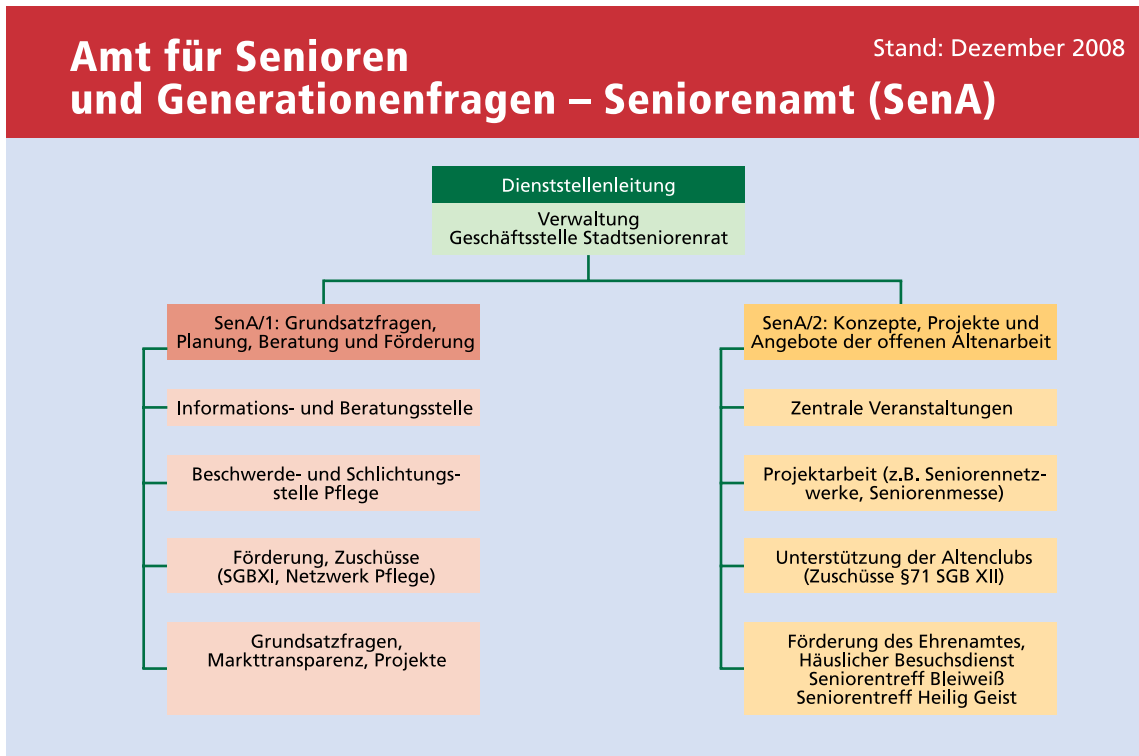 Amt für Senioren
und Generationenfragen – Seniorenamt (SenA)
Stand: Dezember 2008
Dienststellenleitung
Verwaltung
Geschäftsstelle Stadtseniorenrat
SenA/1: Grundsatzfragen,
Planung, Beratung und Förderung
Informations- und Beratungsstelle
Beschwerde- und Schlichtungs-
stelle Pflege
Förderung, Zuschüsse
(SGBXI, Netzwerk Pflege)
Grundsatzfragen,
Markttransparenz, Projekte
SenA/2: Konzepte, Projekte und
Angebote der offenen Altenarbeit
Zentrale Veranstaltungen
Projektarbeit (z.B. Seniorennetz-
werke, Seniorenmesse)
Unterstützung der Altenclubs
(Zuschüsse §71 SGB XII)
Förderung des Ehrenamtes,
Häuslicher Besuchsdienst
Seniorentreff Bleiweiß
Seniorentreff Heilig Geist